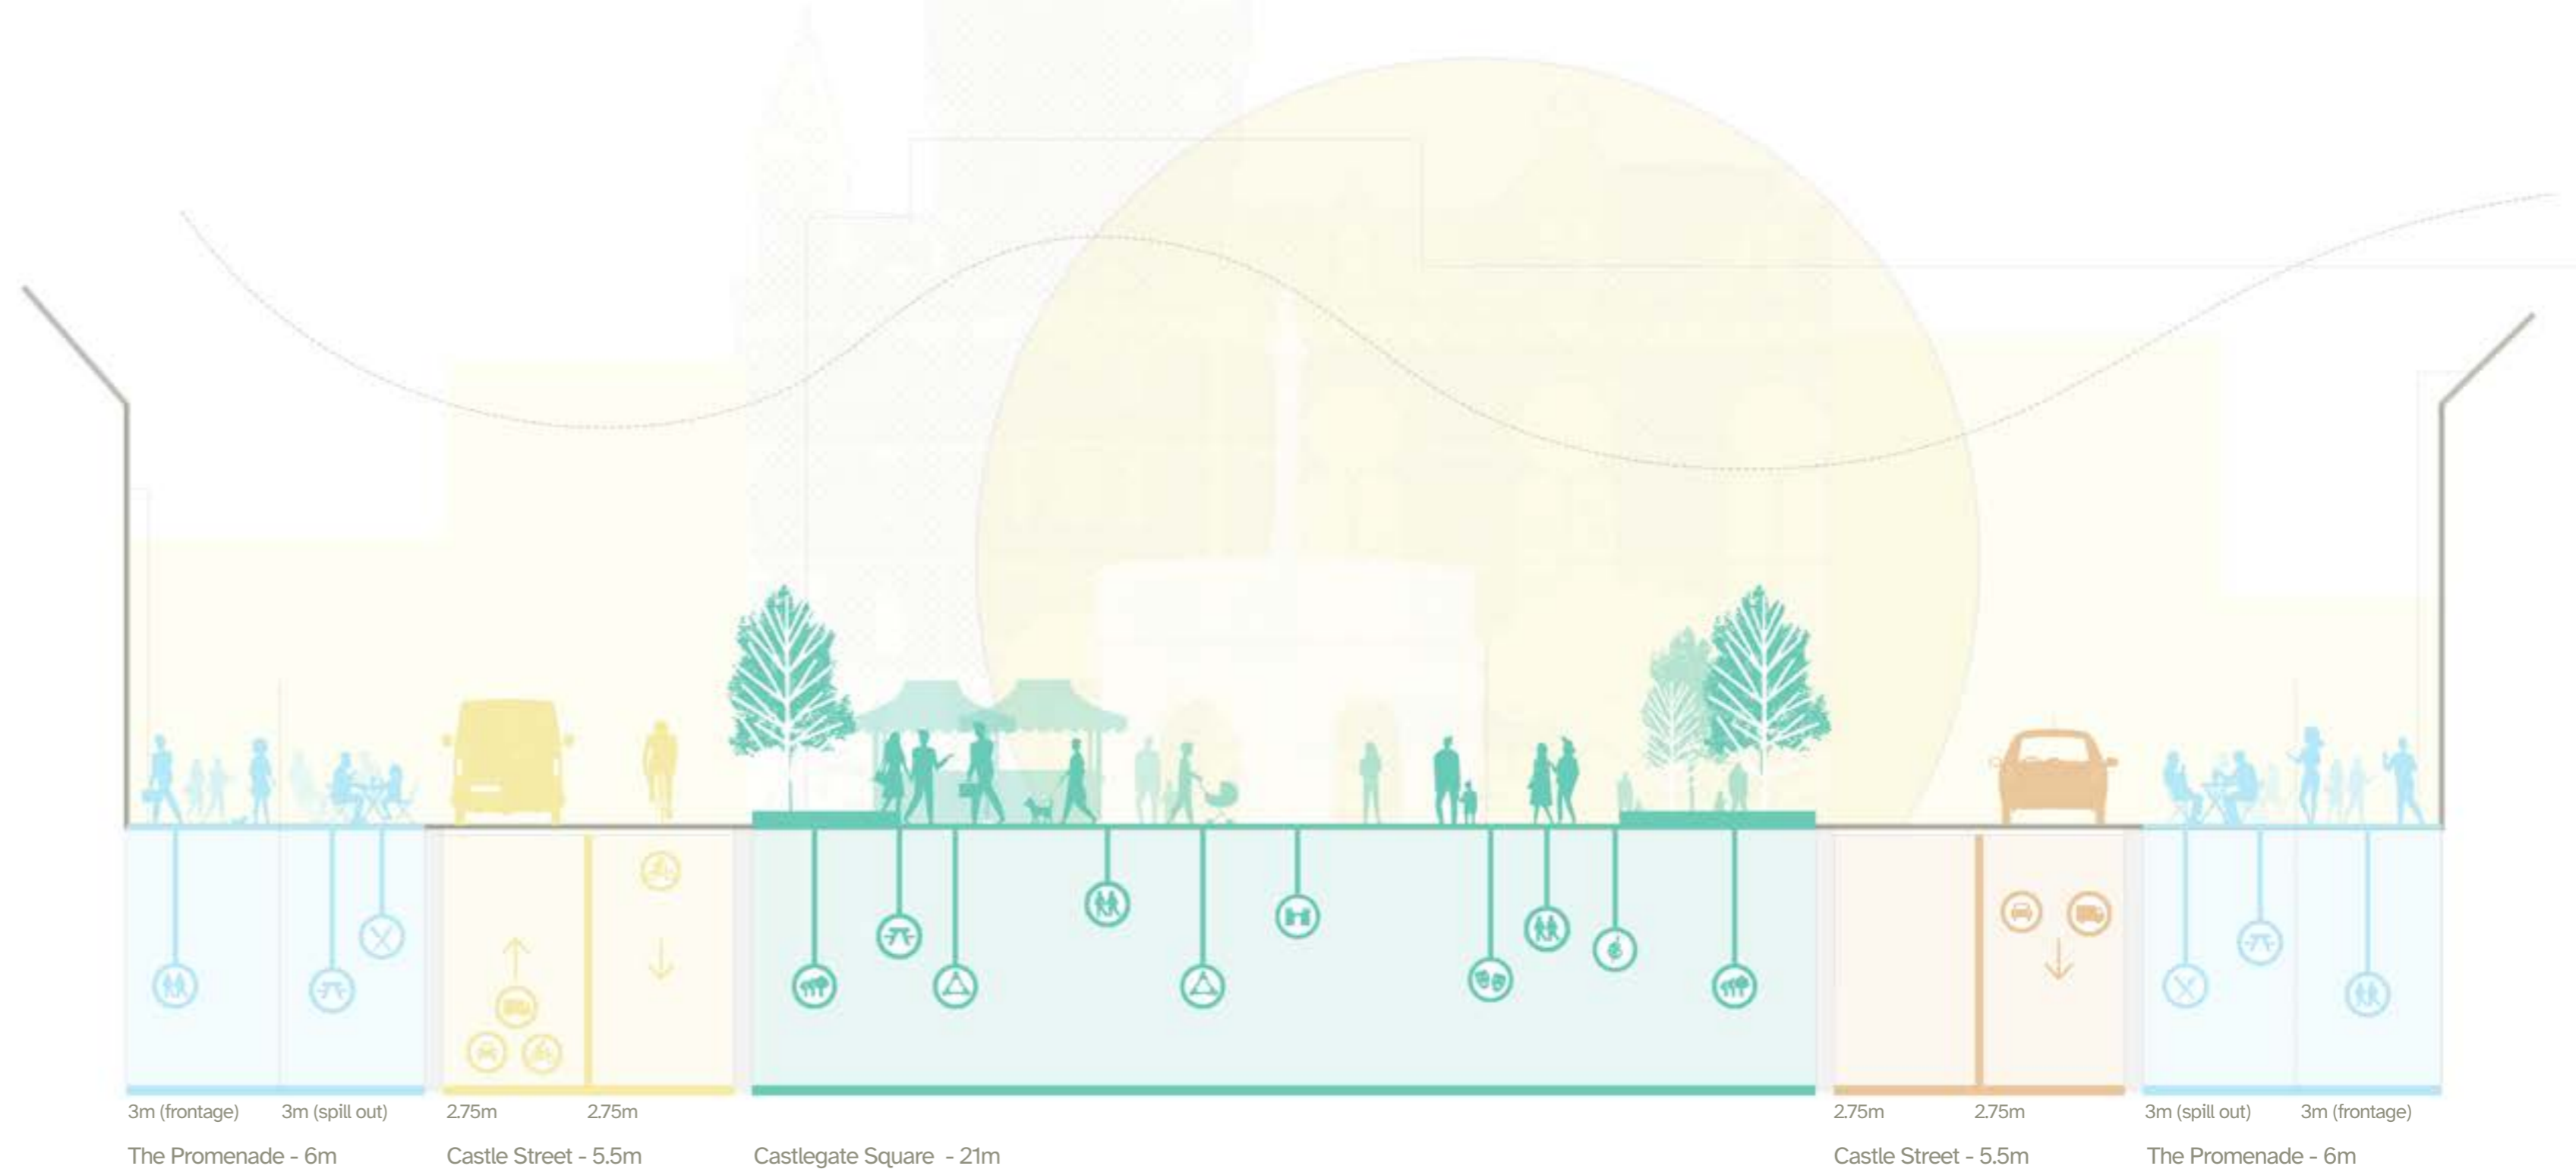 3m (frontage) 3m (spill out) 2.75m 2.75m 2.75m 2.75m 3m (spill out) 3m (frontage)
The Promenade - 6m Castle Street - 5.5m Castlegate Square - 21m Castle Street - 5.5m The Promenade - 6m